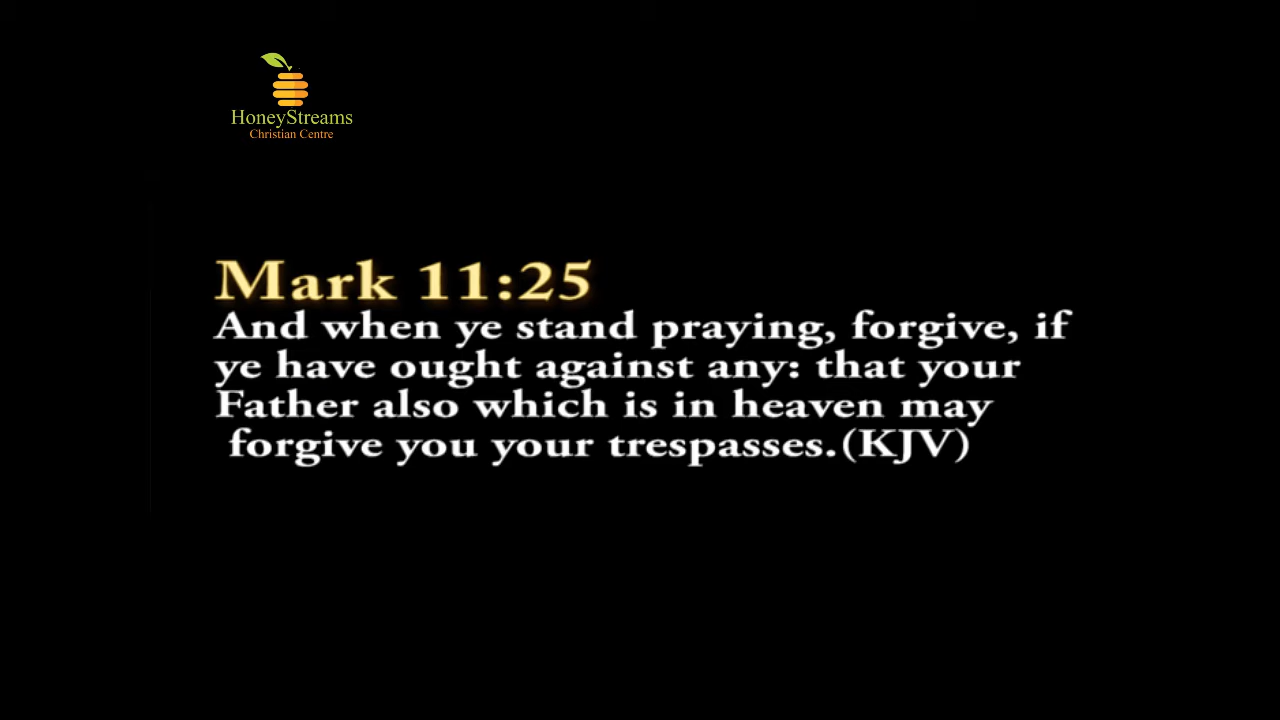 HoneyStreams
Christian Centre
Mark 11:25
And when ye stand praying, forgive, if
ye have ought against any: that your
Father also which is in heaven may
forgive you your trespasses.(KJV)